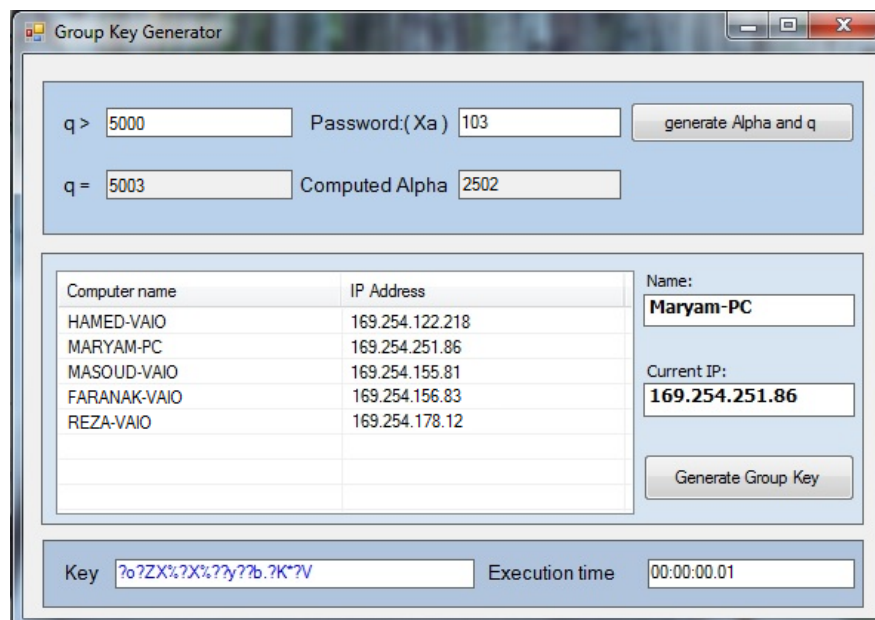 Group Key Generator
q > 5000 Password:(Xa) 103 generate Alpha and q
q = 5003 Computed Alpha 2502
Computer name IP Address
HAMED-VAIO 169.254.122.218
MARYAM-PC 169.254.251.86
MASOUD-VAIO 169.254.155.81
FARANAK-VAIO 169.254.156.83
REZA-VAIO 169.254.178.12
Name:
Maryam-PC
Current IP:
169.254.251.86
Generate Group Key
Key ?o?ZX%?X%??y??b.?K*?V Execution time 00:00:00.01